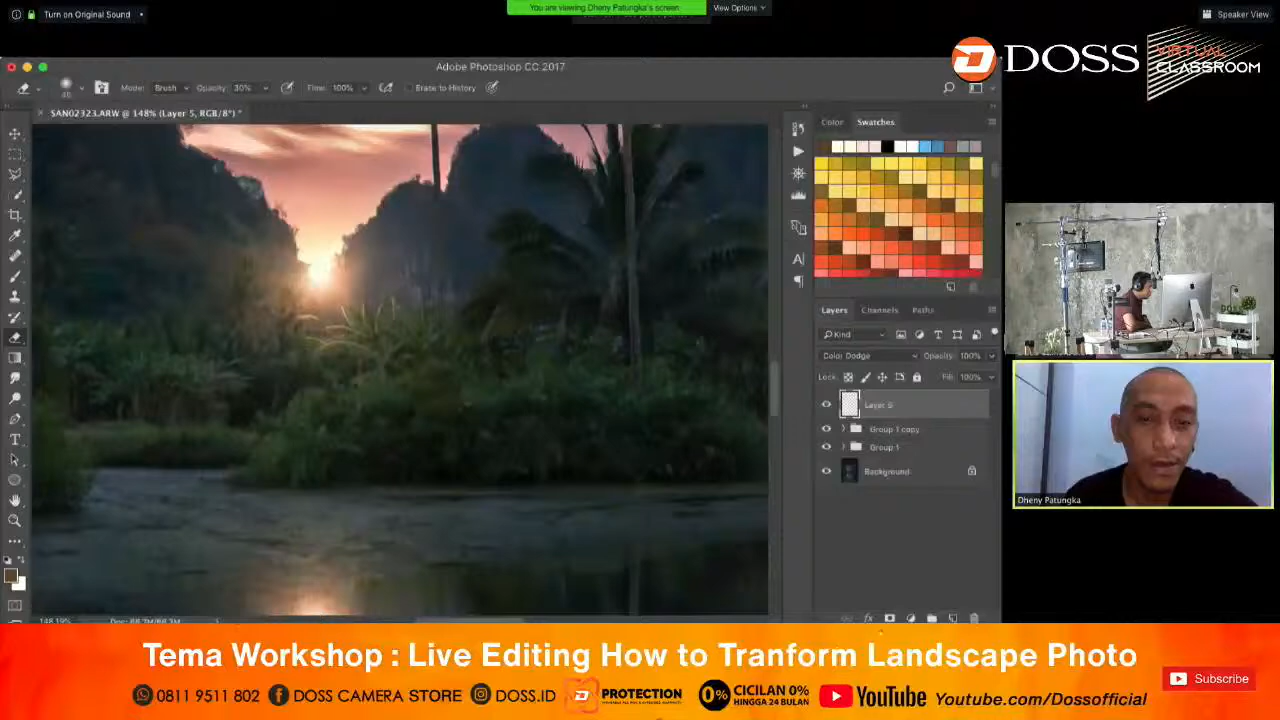 Turn on Original Sound
You are viewing Dheny Patungka's screen
View Options
Speaker View
DOSS
VIRTUAL
CLASSROOM
Adobe Photoshop CC 2017
Mode: Brush
Opacity: 30%
Flow: 100%
Erase to History
SAN02323.ARW @ 148% (Layer 5, RGB/8*) *
Color
Swatches
Layers
Channels
Paths
Kind
Color Dodge
Opacity: 100%
Lock:
Fill: 100%
Layer 5
Group 1 copy
Group 1
Background
Dheny Patungka
148.19%
Tema Workshop : Live Editing How to Tranform Landscape Photo
0811 9511 802
DOSS CAMERA STORE
DOSS.ID
PROTECTION
0%
CICILAN 0%
HINGGA 24 BULAN
YouTube
Youtube.com/Dossofficial
Subscribe